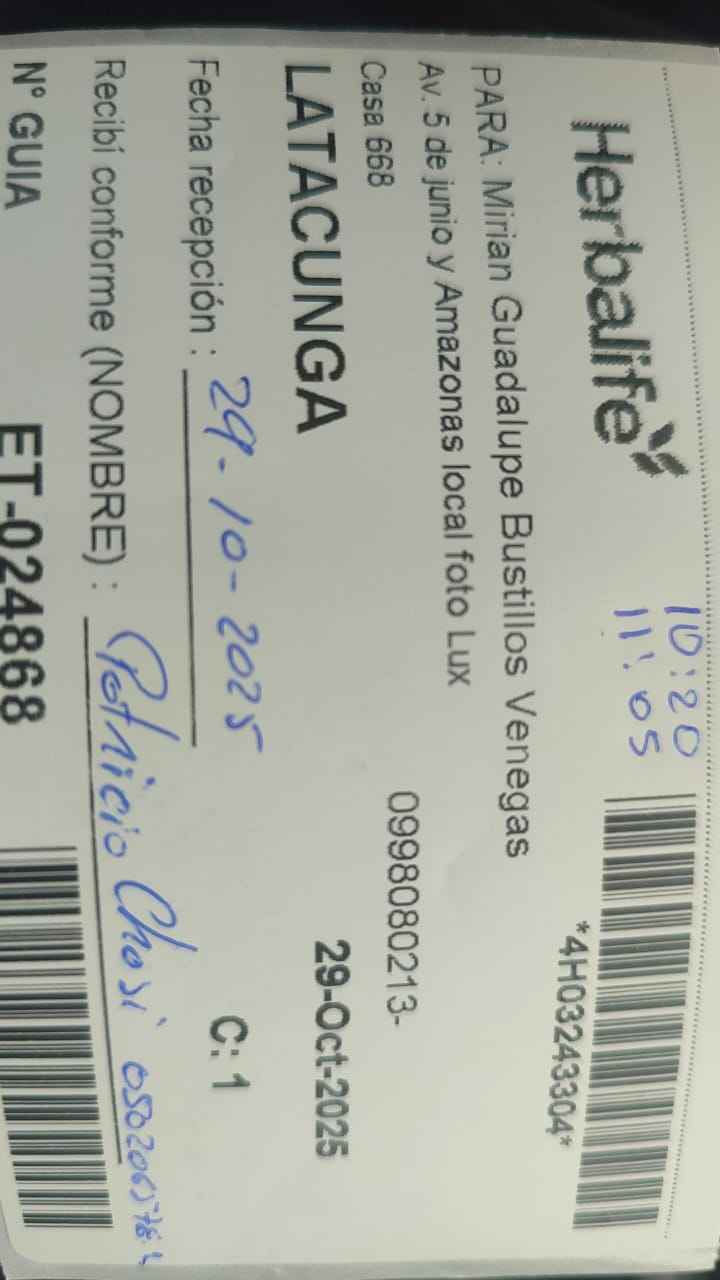 Herbalife
10:20
11:05
*4H03243304*
PARA: Mirian Guadalupe Bustillos Venegas
Av. 5 de junio y Amazonas local foto Lux
Casa 668
0998080213-
LATACUNGA
29-Oct-2025
Fecha recepción : 29-10-2025
C: 1
Recibí conforme (NOMBRE) : Patricio Chosi
N° GUIA
ET-024868